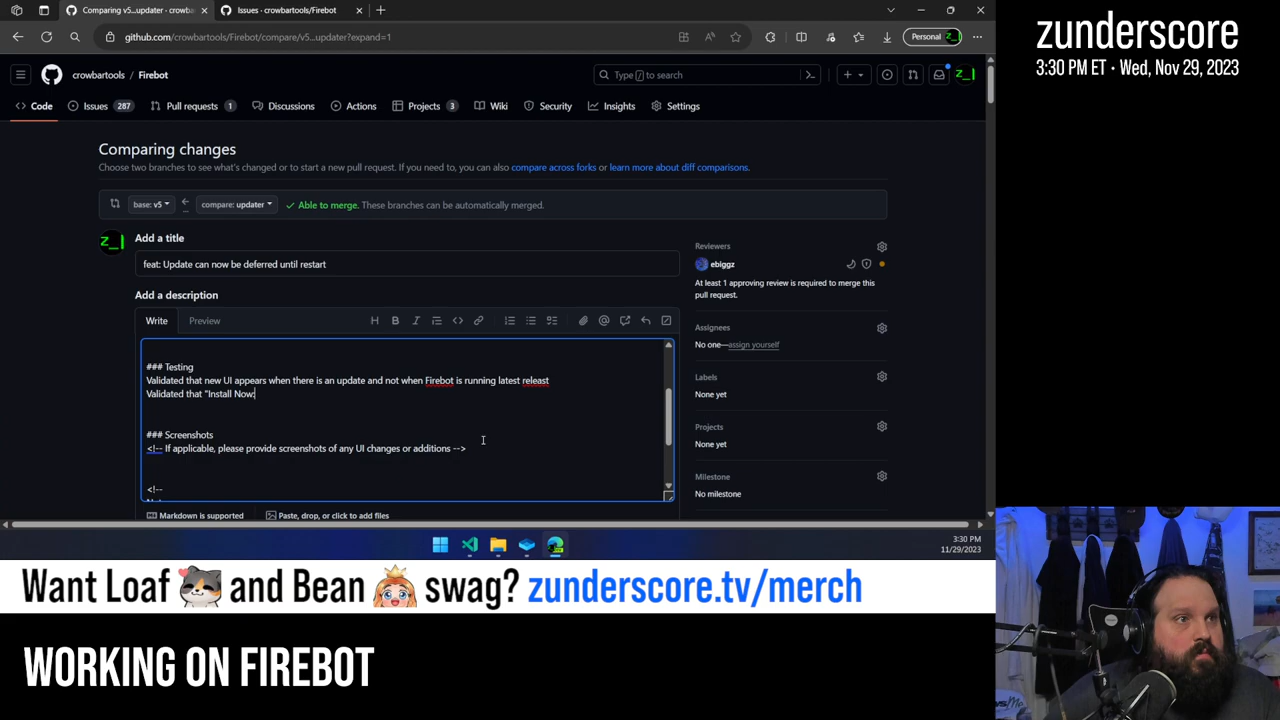 Comparing v5...updater · crowba
Issues · crowbartools/Firebot
github.com/crowbartools/Firebot/compare/v5...updater?expand=1
Personal
zunderscore
3:30 PM ET • Wed, Nov 29, 2023
crowbartools / Firebot
Type / to search
Code
Issues 287
Pull requests 1
Discussions
Actions
Projects 3
Wiki
Security
Insights
Settings
Comparing changes
Choose two branches to see what's changed or to start a new pull request. If you need to, you can also compare across forks or learn more about diff comparisons.
base: v5
compare: updater
Able to merge. These branches can be automatically merged.
Add a title
feat: Update can now be deferred until restart
Add a description
Write
Preview
### Testing
Validated that new UI appears when there is an update and not when Firebot is running latest releast
Validated that "Install Now:
### Screenshots
<!-- If applicable, please provide screenshots of any UI changes or additions -->
<!--
Markdown is supported
Paste, drop, or click to add files
Reviewers
ebiggz
At least 1 approving review is required to merge this
pull request.
Assignees
No one—assign yourself
Labels
None yet
Projects
None yet
Milestone
No milestone
3:30 PM
11/29/2023
Want Loaf and Bean swag? zunderscore.tv/merch
WORKING ON FIREBOT